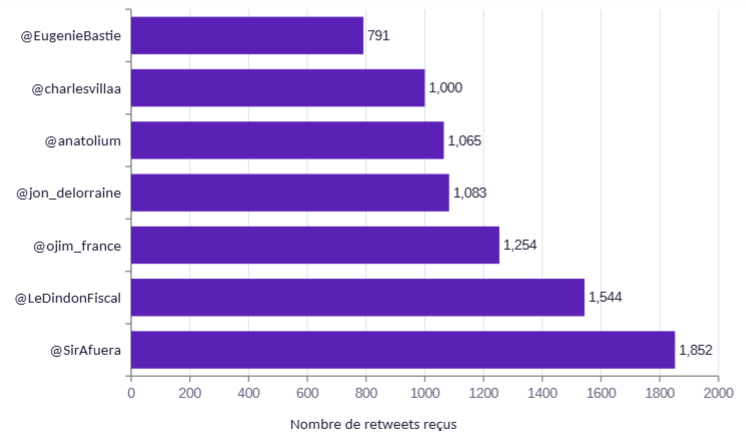 @EugenieBastie 791
@charlesvillaa 1,000
@anatolium 1,065
@jon_delorraine 1,083
@ojim_france 1,254
@LeDindonFiscal 1,544
@SirAfuera 1,852
0 200 400 600 800 1000 1200 1400 1600 1800 2000
Nombre de retweets reçus